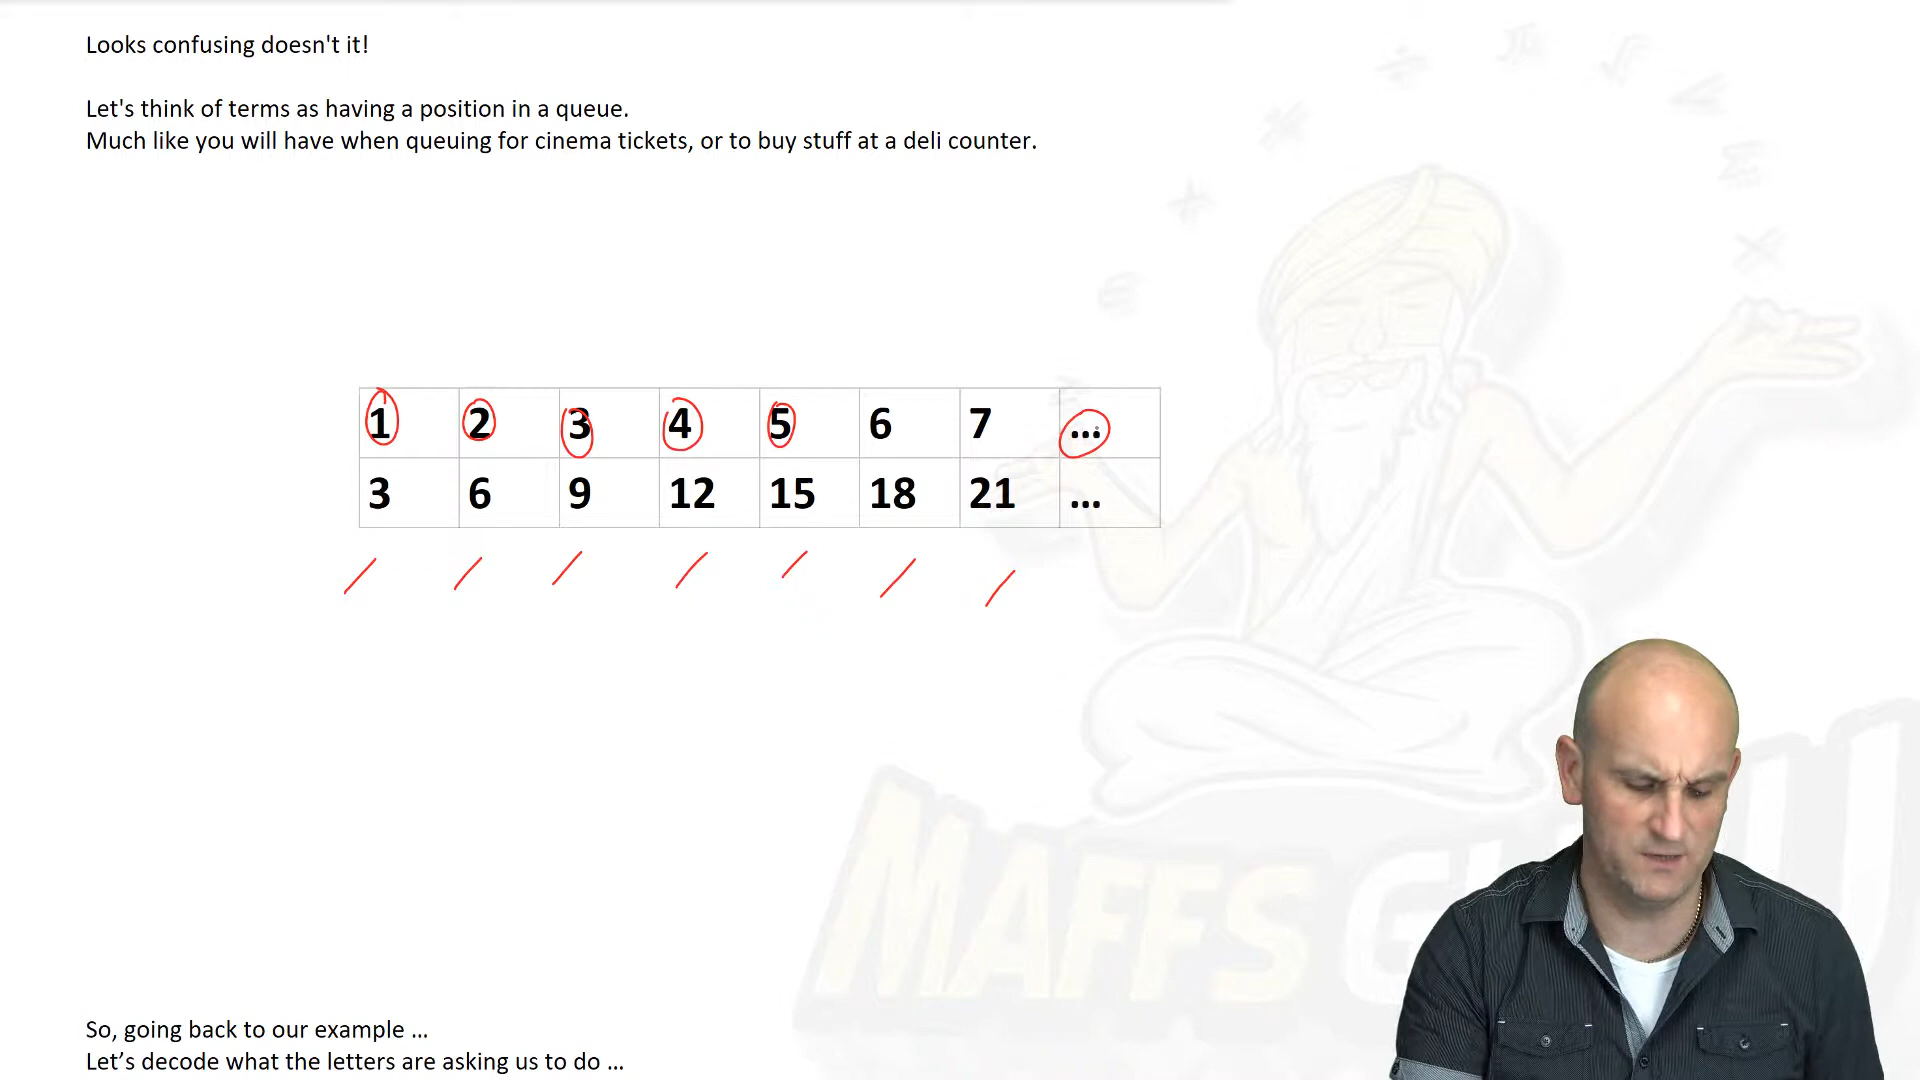 Looks confusing doesn't it!
Let's think of terms as having a position in a queue.
Much like you will have when queuing for cinema tickets, or to buy stuff at a deli counter.
1 2 3 4 5 6 7 ...
3 6 9 12 15 18 21 ...
MAFFS
So, going back to our example ...
Let’s decode what the letters are asking us to do ...